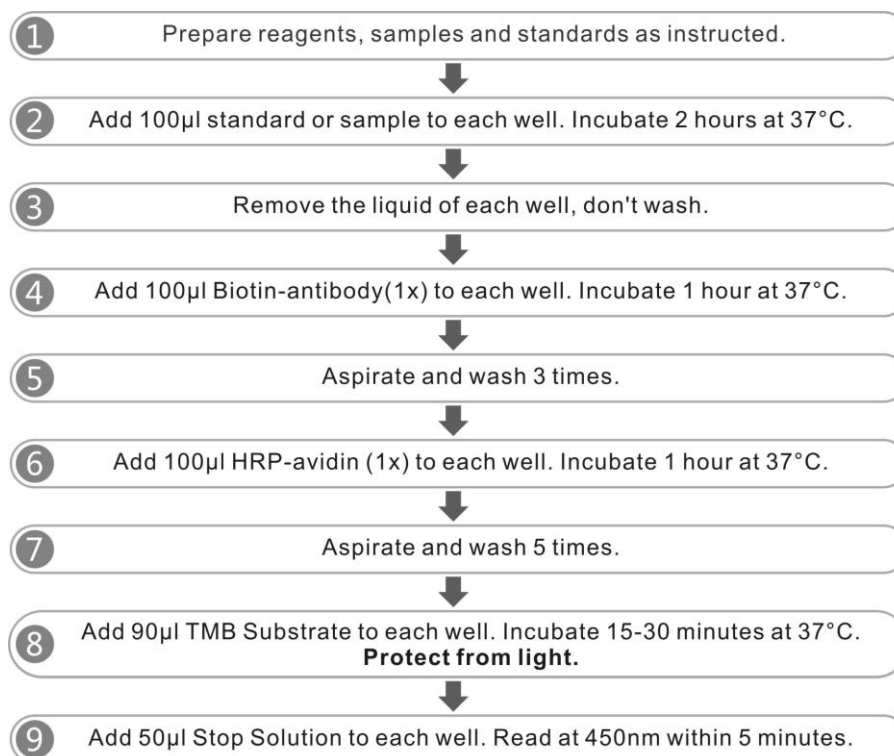 1
Prepare reagents, samples and standards as instructed.
2
Add 100µl standard or sample to each well. Incubate 2 hours at 37°C.
3
Remove the liquid of each well, don't wash.
4
Add 100µl Biotin-antibody(1x) to each well. Incubate 1 hour at 37°C.
5
Aspirate and wash 3 times.
6
Add 100µl HRP-avidin (1x) to each well. Incubate 1 hour at 37°C.
7
Aspirate and wash 5 times.
8
Add 90µl TMB Substrate to each well. Incubate 15-30 minutes at 37°C.
Protect from light.
9
Add 50µl Stop Solution to each well. Read at 450nm within 5 minutes.